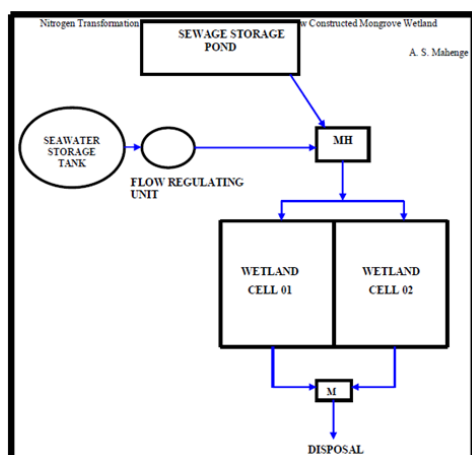 Nitrogen Transformation
w Constructed Mongrove Wetland
A. S. Mahenge
SEWAGE STORAGE
POND
SEAWATER
STORAGE
TANK
MH
FLOW REGULATING
UNIT
WETLAND
CELL 01
WETLAND
CELL 02
M
DISPOSAL